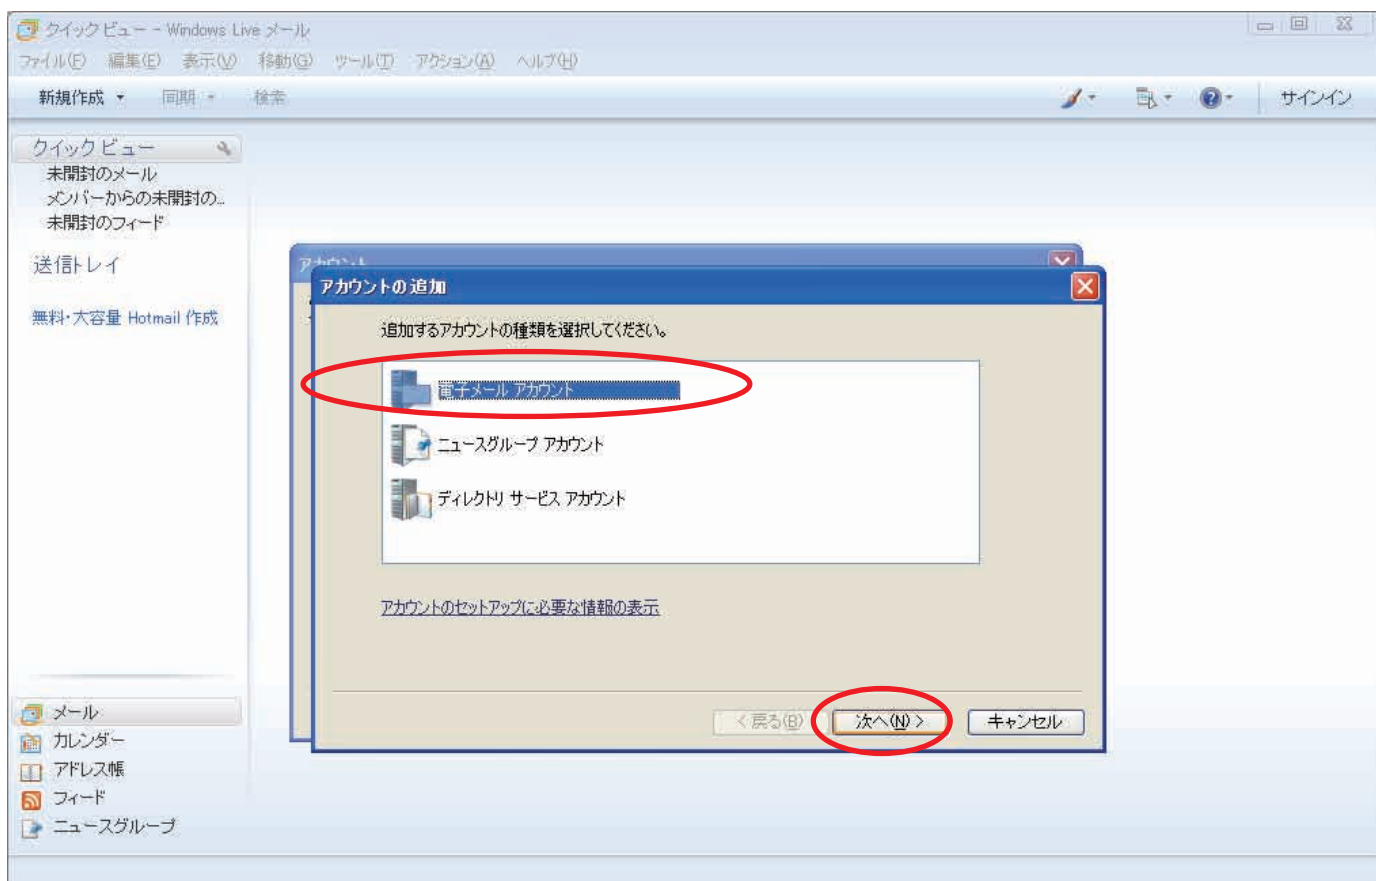 クイックビュー - Windows Live メール
ファイル(F) 編集(E) 表示(V) 移動(G) ツール(T) アクション(A) ヘルプ(H)
新規作成 同期 検索 サインイン
クイックビュー
未開封のメール
メンバーからの未開封の...
未開封のフィード
送信トレイ
無料・大容量 Hotmail 作成
アカウント
アカウントの追加
追加するアカウントの種類を選択してください。
電子メール アカウント
ニュースグループ アカウント
ディレクトリ サービス アカウント
アカウントのセットアップに必要な情報の表示
< 戻る(B) 次へ(N) > キャンセル
メール
カレンダー
アドレス帳
フィード
ニュースグループ